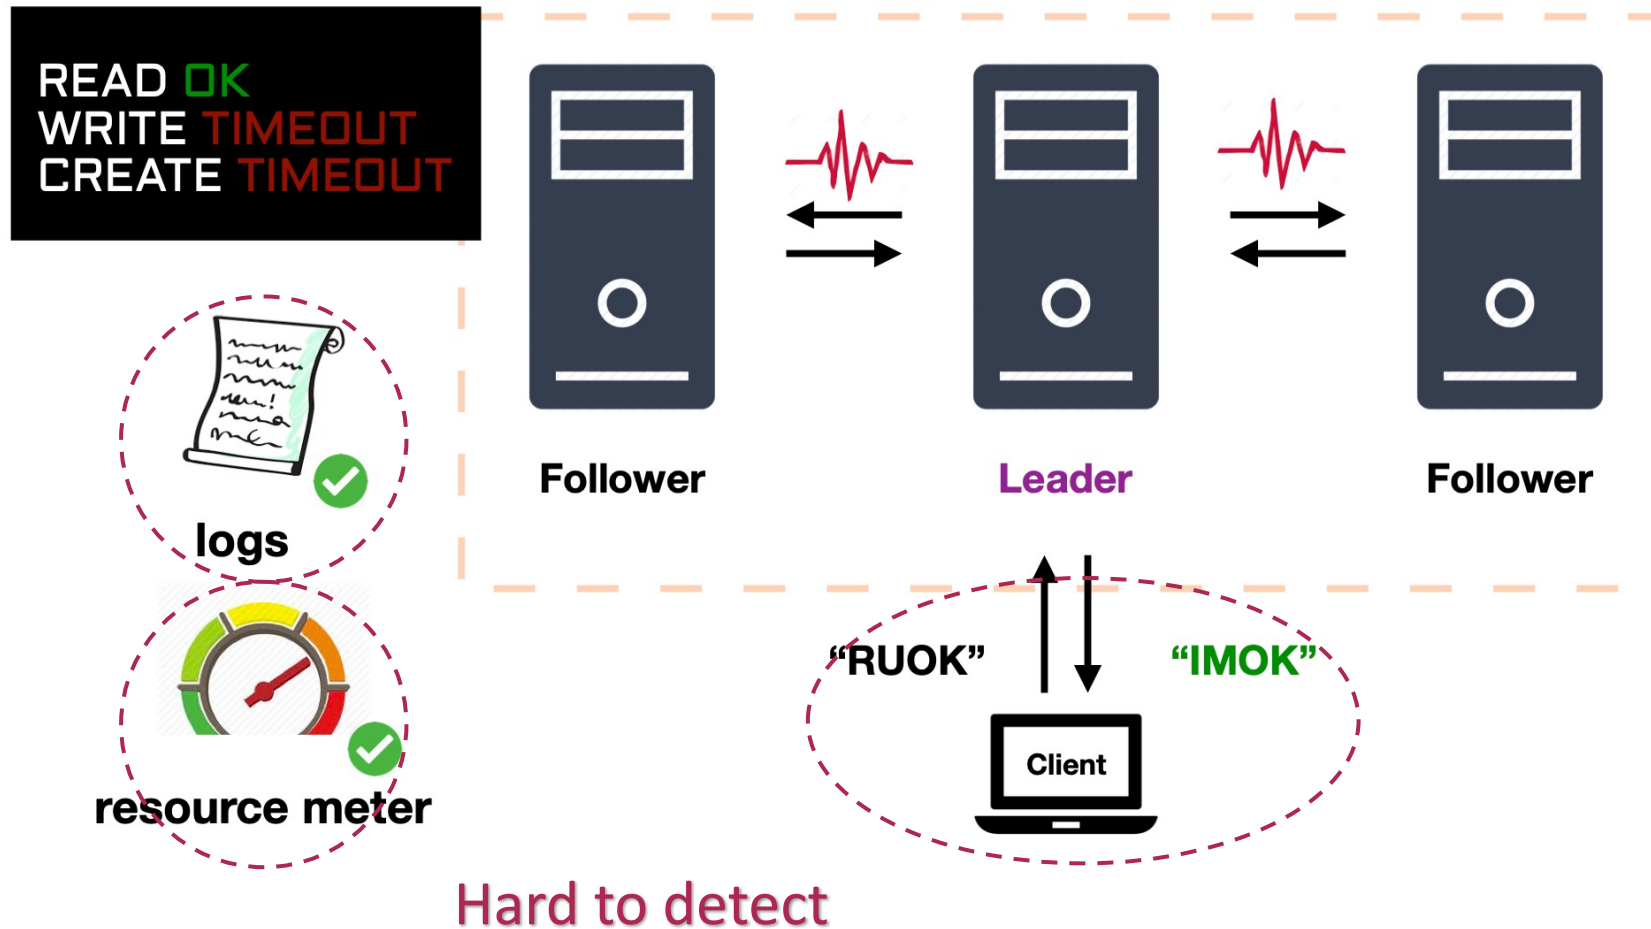 READ OK
WRITE TIMEOUT
CREATE TIMEOUT
Follower
Leader
Follower
logs
“RUOK”
“IMOK”
Client
resource meter
Hard to detect